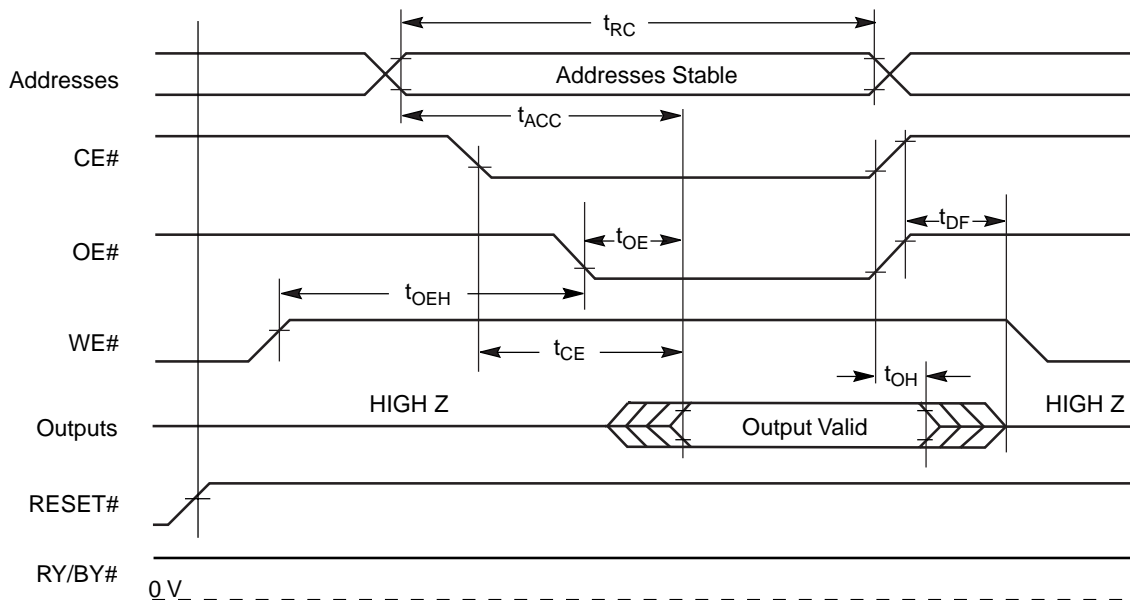 tRC
Addresses
Addresses Stable
tACC
CE#
tDF
OE#
tOE
tOEH
WE#
tCE
tOH
HIGH Z
HIGH Z
Outputs
Output Valid
RESET#
RY/BY#
0 V